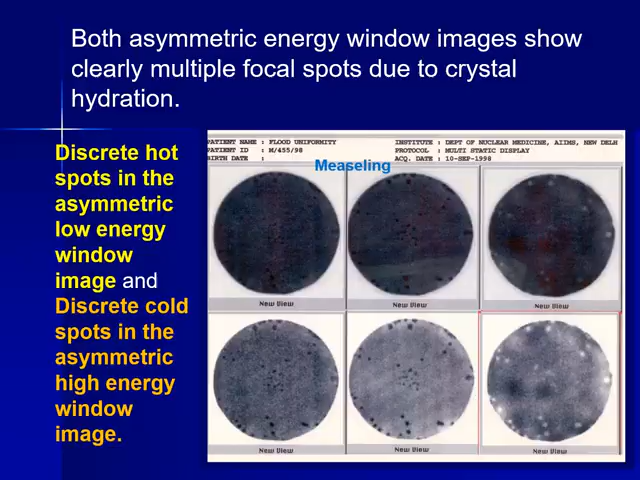 Both asymmetric energy window images show
clearly multiple focal spots due to crystal
hydration.
Discrete hot
spots in the
asymmetric
low energy
window
image and
Discrete cold
spots in the
asymmetric
high energy
window
image.
PATIENT NAME : FLOOD UNIFORMITY
PATIENT ID : M/455/98
BIRTH DATE :
INSTITUTE : DEPT OF NUCLEAR MEDICINE, AIIMS, NEW DELH
PROTOCOL : MULTI STATIC DISPLAY
ACQ. DATE : 10-SEP-1998
Measeling
New View
New View
New View
New View
New View
New View